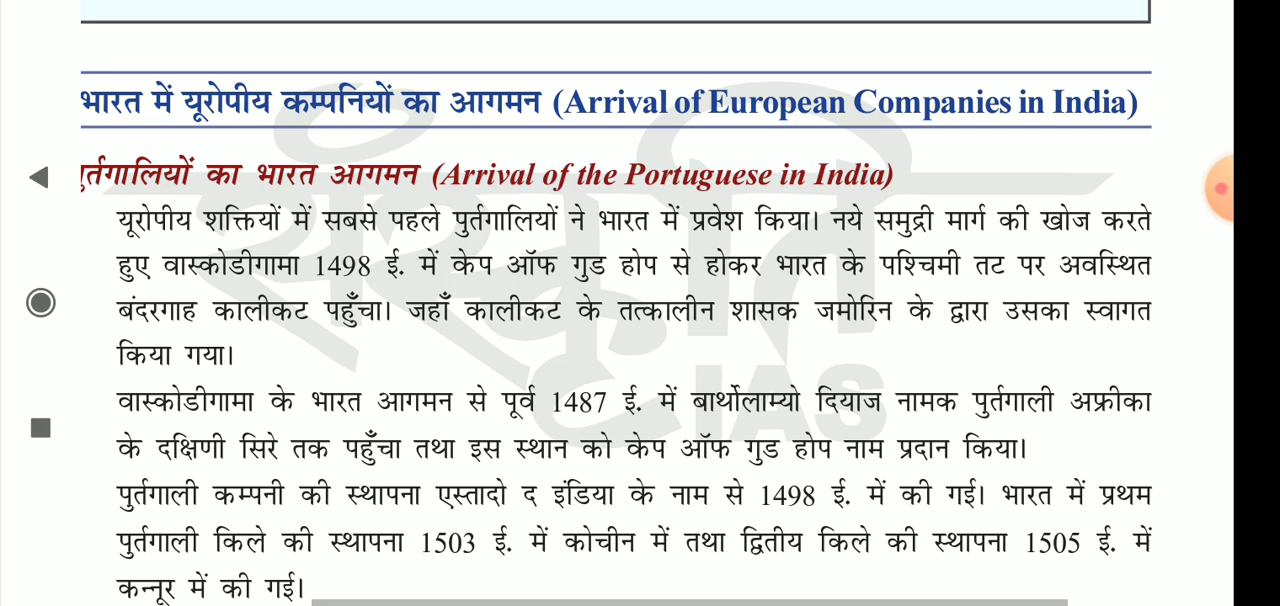 भारत में यूरोपीय कम्पनियों का आगमन (Arrival of European Companies in India)
पुर्तगालियों का भारत आगमन (Arrival of the Portuguese in India)
यूरोपीय शक्तियों में सबसे पहले पुर्तगालियों ने भारत में प्रवेश किया। नये समुद्री मार्ग की खोज करते
हुए वास्कोडीगामा 1498 ई. में केप ऑफ गुड होप से होकर भारत के पश्चिमी तट पर अवस्थित
बंदरगाह कालीकट पहुँचा। जहाँ कालीकट के तत्कालीन शासक जमोरिन के द्वारा उसका स्वागत
किया गया।
वास्कोडीगामा के भारत आगमन से पूर्व 1487 ई. में बार्थोलाम्यो दियाज नामक पुर्तगाली अफ्रीका
के दक्षिणी सिरे तक पहुँचा तथा इस स्थान को केप ऑफ गुड होप नाम प्रदान किया।
पुर्तगाली कम्पनी की स्थापना एस्तादो द इंडिया के नाम से 1498 ई. में की गई। भारत में प्रथम
पुर्तगाली किले की स्थापना 1503 ई. में कोचीन में तथा द्वितीय किले की स्थापना 1505 ई. में
कन्नूर में की गई।
संस्कृति
IAS